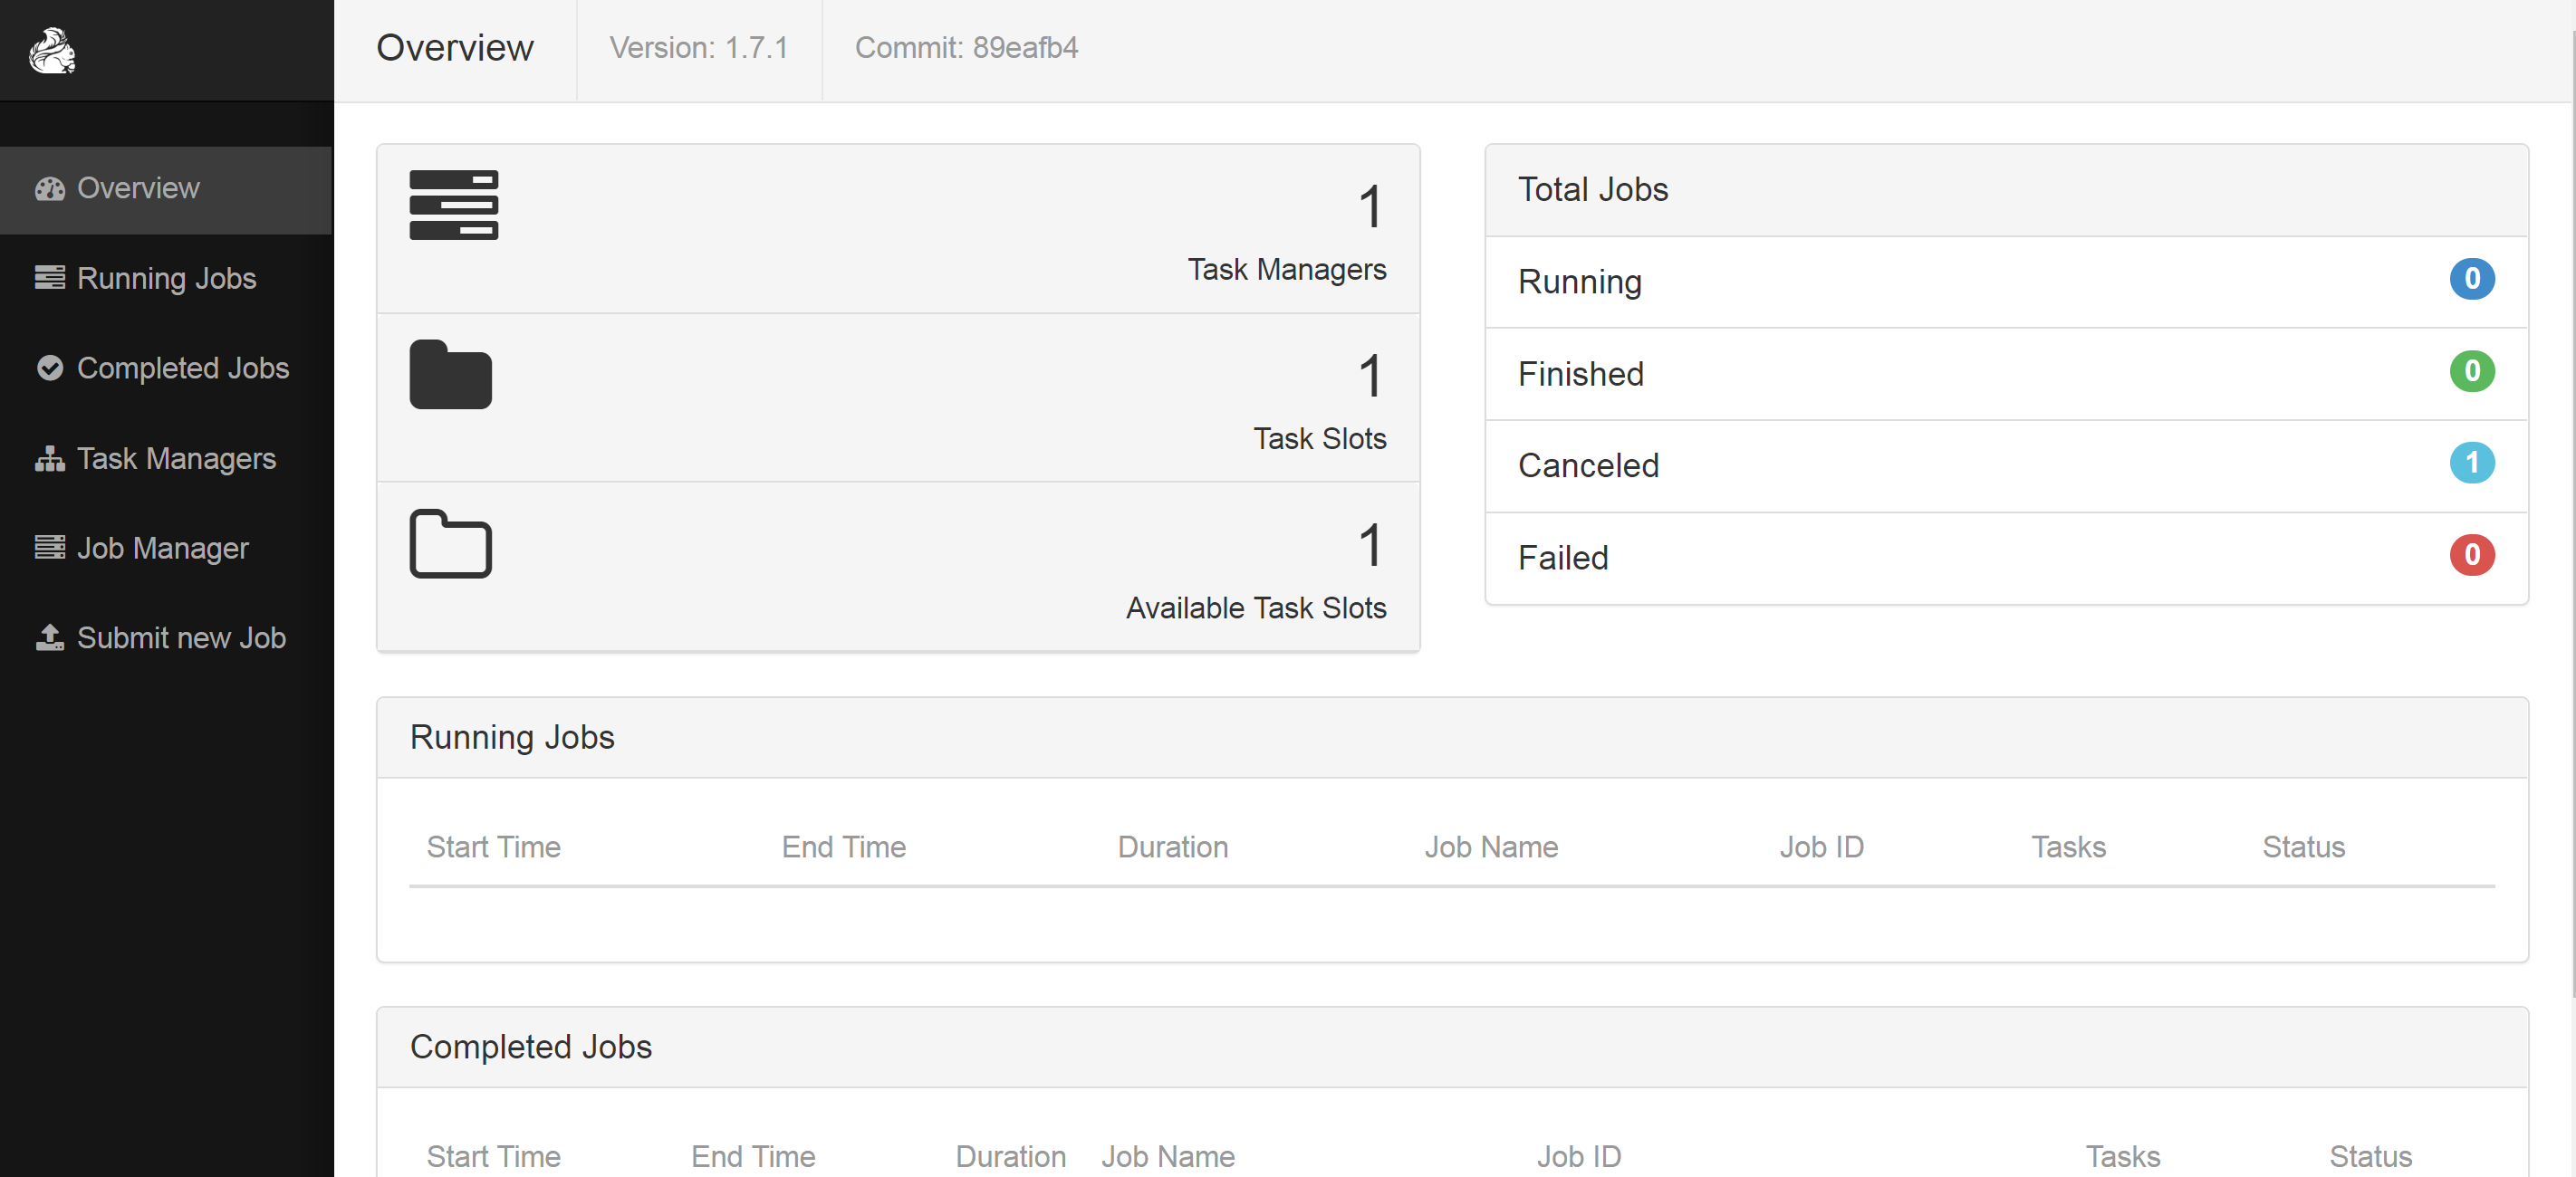 Overview
Version: 1.7.1
Commit: 89eafb4
Overview
Running Jobs
Completed Jobs
Task Managers
Job Manager
Submit new Job
1
Task Managers
1
Task Slots
1
Available Task Slots
Total Jobs
Running 0
Finished 0
Canceled 1
Failed 0
Running Jobs
Start Time End Time Duration Job Name Job ID Tasks Status
Completed Jobs
Start Time End Time Duration Job Name Job ID Tasks Status